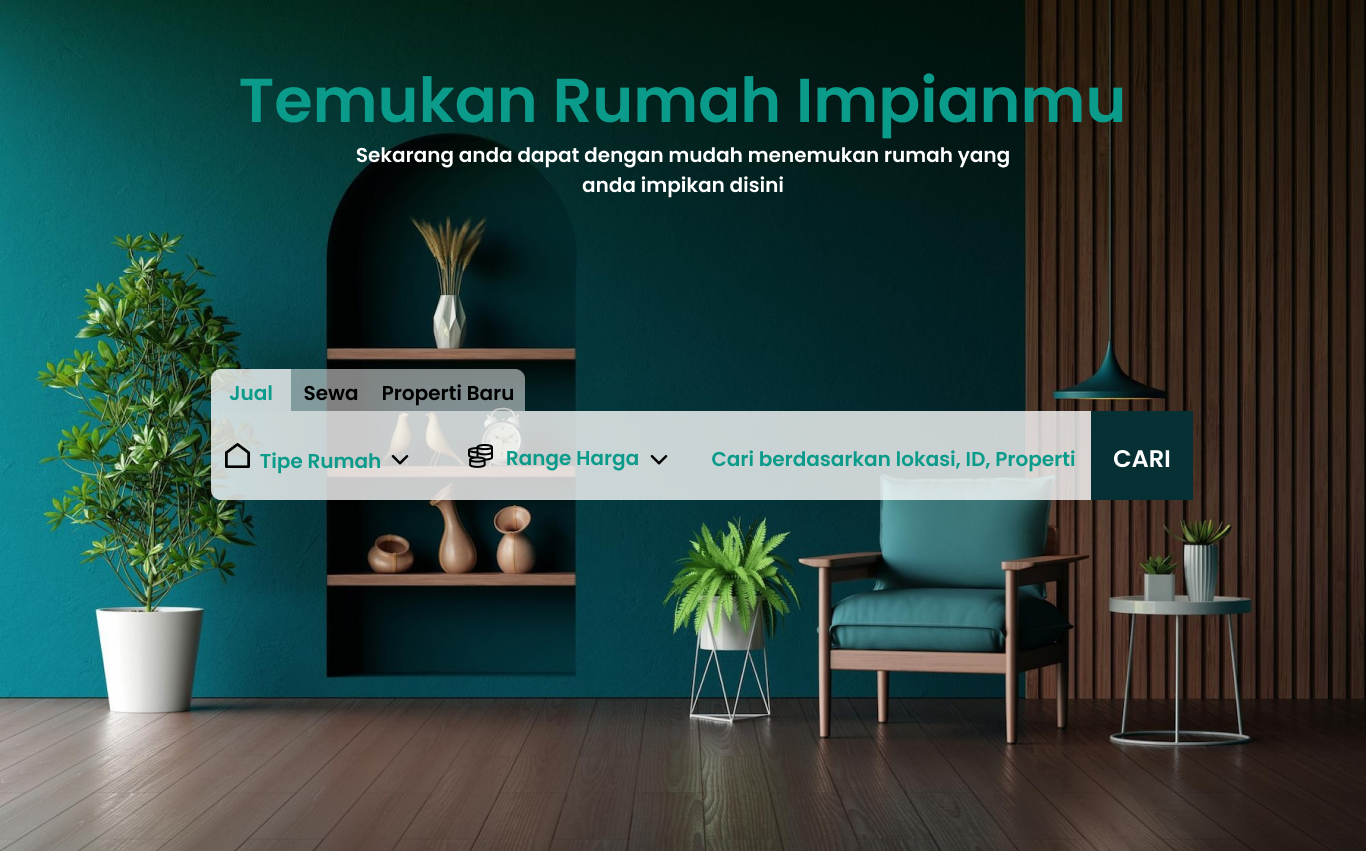 Temukan Rumah Impianmu
Sekarang anda dapat dengan mudah menemukan rumah yang
anda impikan disini
Jual Sewa Properti Baru
Tipe Rumah Range Harga Cari berdasarkan lokasi, ID, Properti CARI